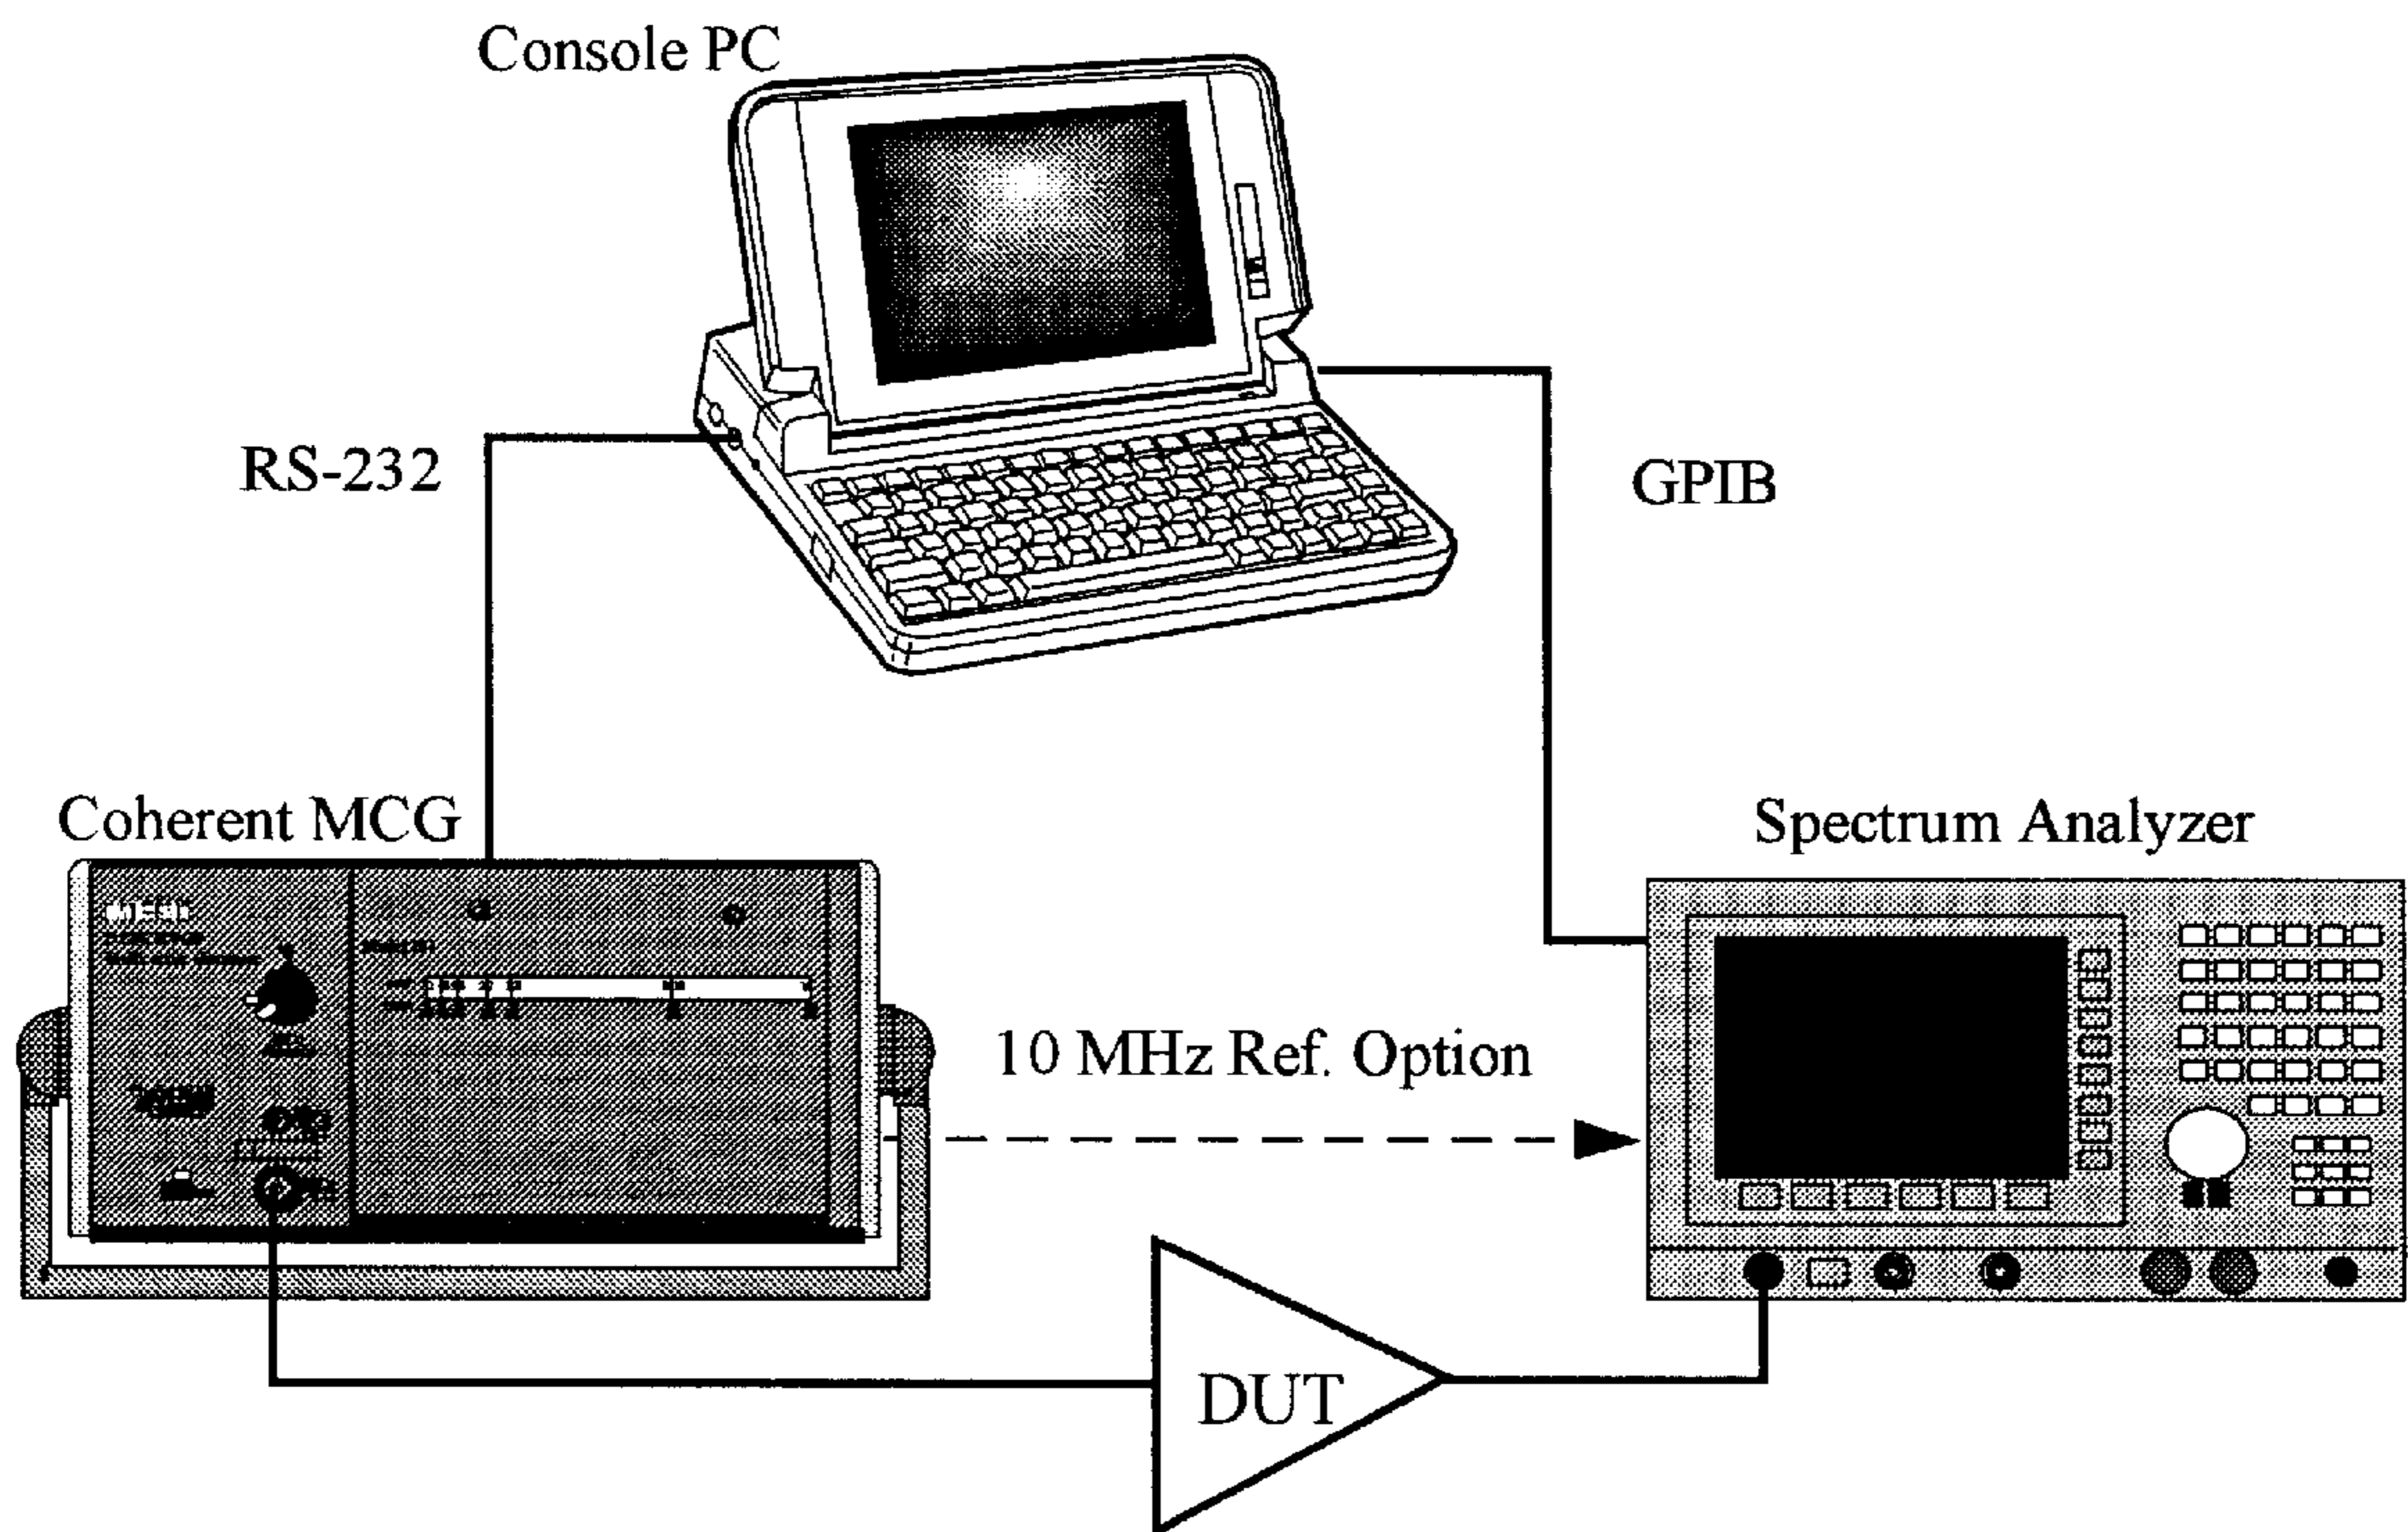 Console PC
RS-232
GPIB
Coherent MCG
Spectrum Analyzer
10 MHz Ref. Option
DUT